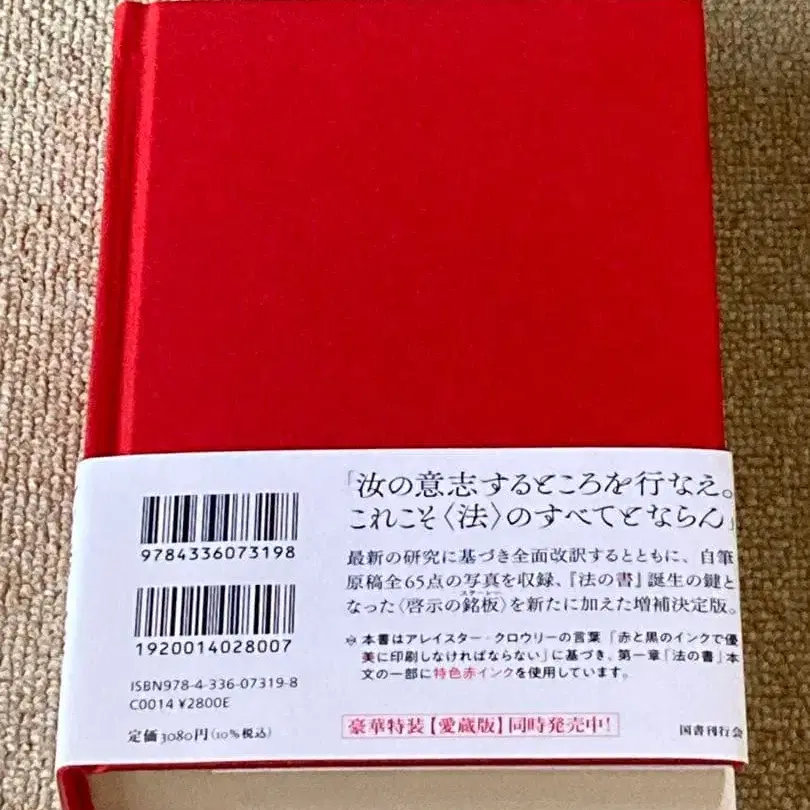 「汝の意志するところを行なえ。
これこそ〈法〉のすべてとならん」
最新の研究に基づき全面改訂するとともに、自筆
原稿全65点の写真を収録、『法の書』誕生の鍵と
スターレー
なった〈啓示の銘板〉を新たに加えた増補決定版。
※本書はアレイスター・クロウリーの言葉「赤と黒のインクで優
美に印刷しなければならない」に基づき、第一章「法の書」本
文の一部に特色赤インクを使用しています。
豪華特装【愛蔵版】同時発売中!
国書刊行会
9784336073198
1920014028007
ISBN978-4-336-07319-8
C0014 ¥2800E
定価3080円(10%税込)